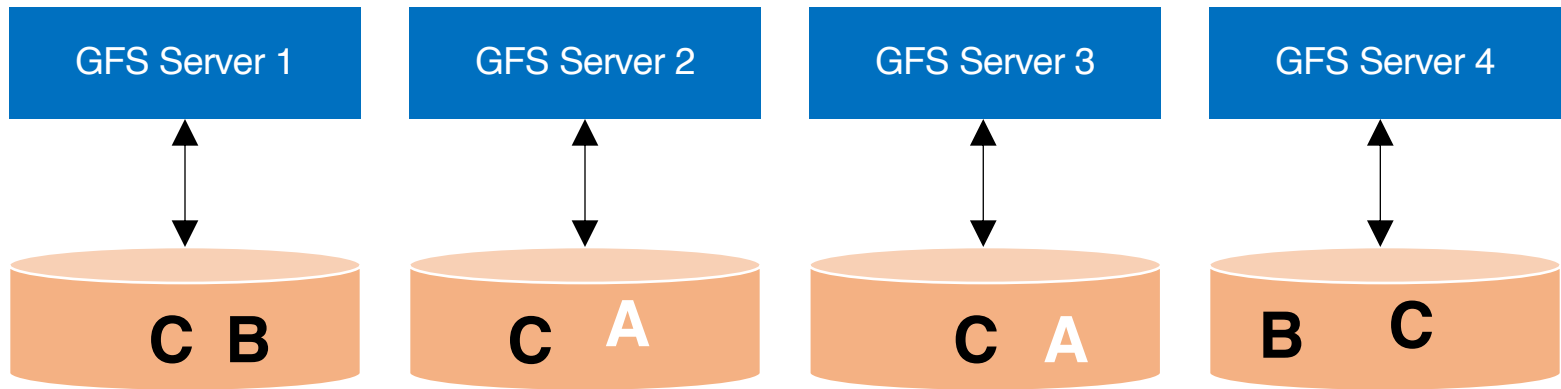 GFS Server 1 GFS Server 2 GFS Server 3 GFS Server 4
C B C A C A B C